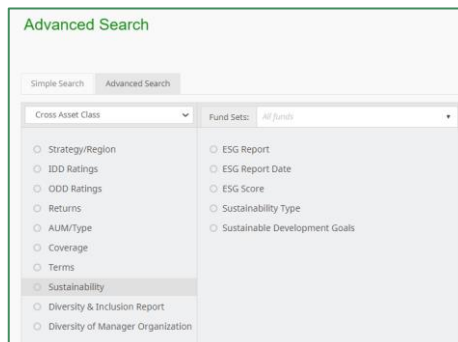 Advanced Search
Simple Search
Advanced Search
Cross Asset Class
Fund Sets:
All funds
Strategy/Region
IDD Ratings
ODD Ratings
Returns
AUM/Type
Coverage
Terms
Sustainability
Diversity & Inclusion Report
Diversity of Manager Organization
ESG Report
ESG Report Date
ESG Score
Sustainability Type
Sustainable Development Goals